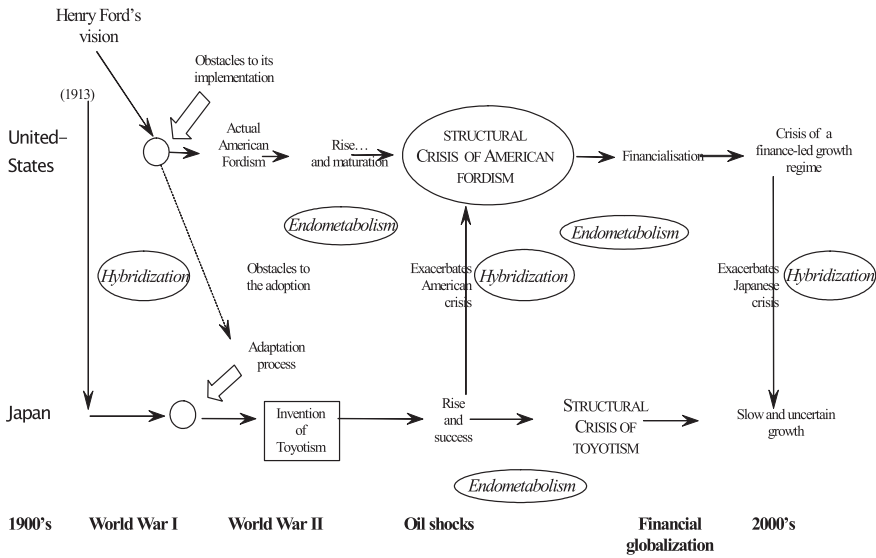 Henry Ford's
vision
Obstacles to its
implementation
(1913)
United-
States
Actual
American
Fordism
Rise…
and maturation
STRUCTURAL
CRISIS OF AMERICAN
FORDISM
Financialisation
Crisis of a
finance-led growth
regime
Endometabolism
Endometabolism
Hybridization
Obstacles to
the adoption
Exacerbates
American
crisis
Hybridization
Exacerbates
Japanese
crisis
Hybridization
Adaptation
process
Japan
Invention
of
Toyotism
Rise
and
success
STRUCTURAL
CRISIS OF
TOYOTISM
Slow and uncertain
growth
Endometabolism
1900's
World War I
World War II
Oil shocks
Financial
globalization
2000's